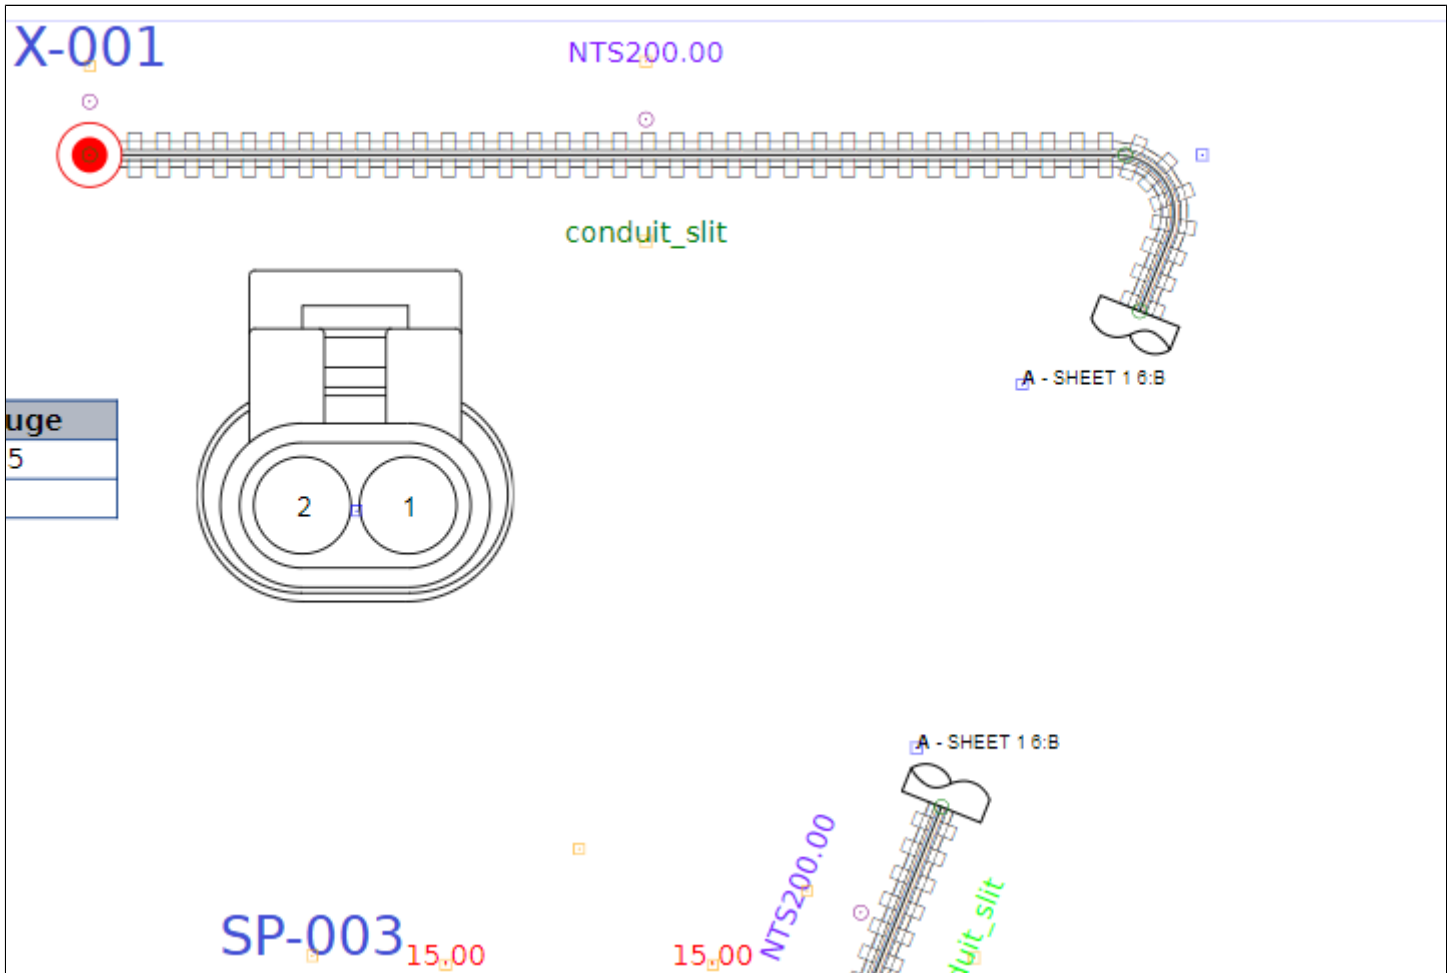 X-001
NTS200.00
conduit_slit
A - SHEET 1 6:B
uge
5
2 1
A - SHEET 1 6:B
NTS200.00
duit_slit
SP-003
15.00 15.00